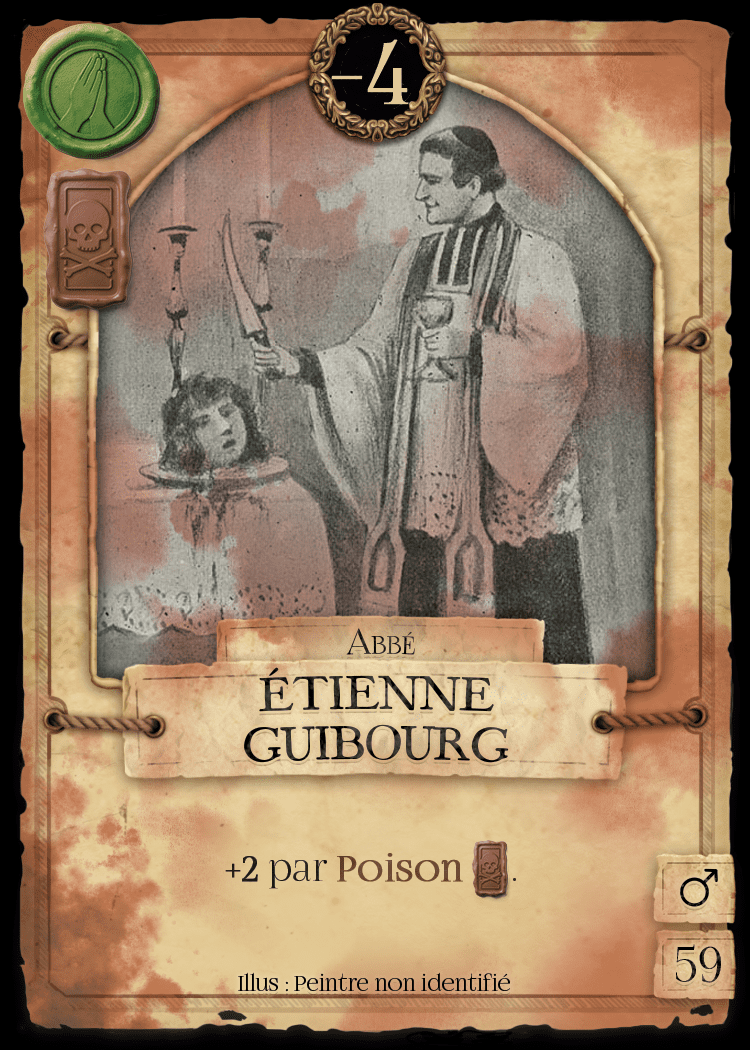 –4
Abbé
ÉTIENNE
GUIBOURG
+2 par Poison .
♂
59
Illus : Peintre non identifié